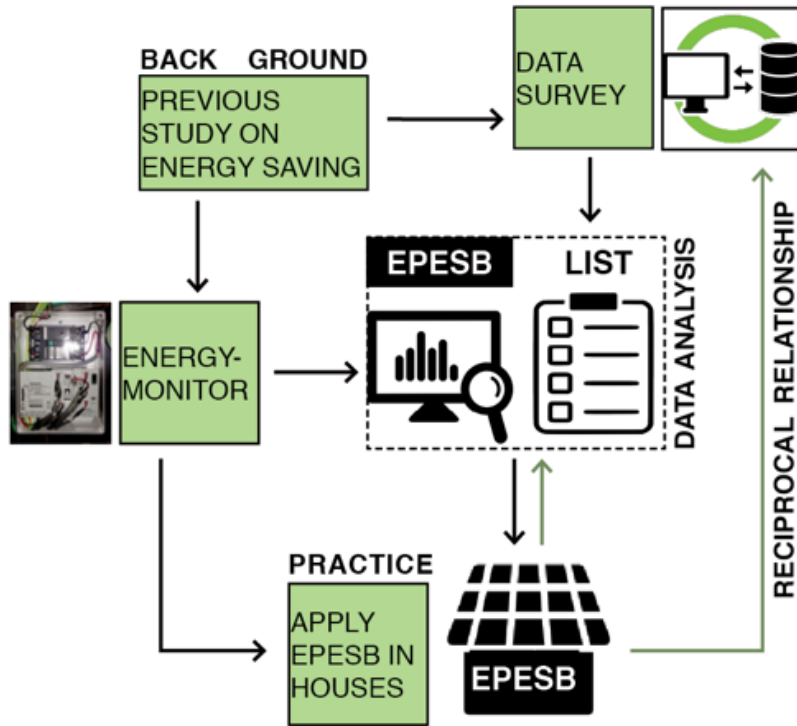 BACK GROUND
PREVIOUS
STUDY ON
ENERGY SAVING
DATA
SURVEY
EPESB
LIST
DATA ANALYSIS
RECIPROCAL RELATIONSHIP
ENERGY-
MONITOR
PRACTICE
APPLY
EPESB IN
HOUSES
EPESB